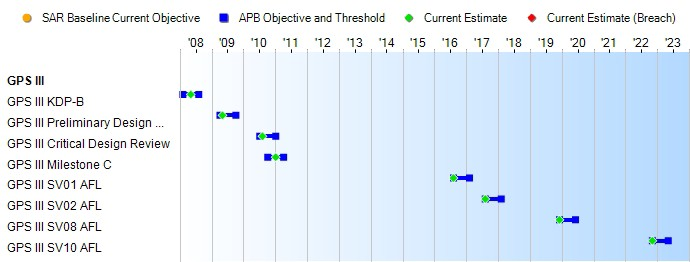 SAR Baseline Current Objective APB Objective and Threshold Current Estimate Current Estimate (Breach)
'08 '09 '10 '11 '12 '13 '14 '15 '16 '17 '18 '19 '20 '21 '22 '23
GPS III
GPS III KDP-B
GPS III Preliminary Design ...
GPS III Critical Design Review
GPS III Milestone C
GPS III SV01 AFL
GPS III SV02 AFL
GPS III SV08 AFL
GPS III SV10 AFL